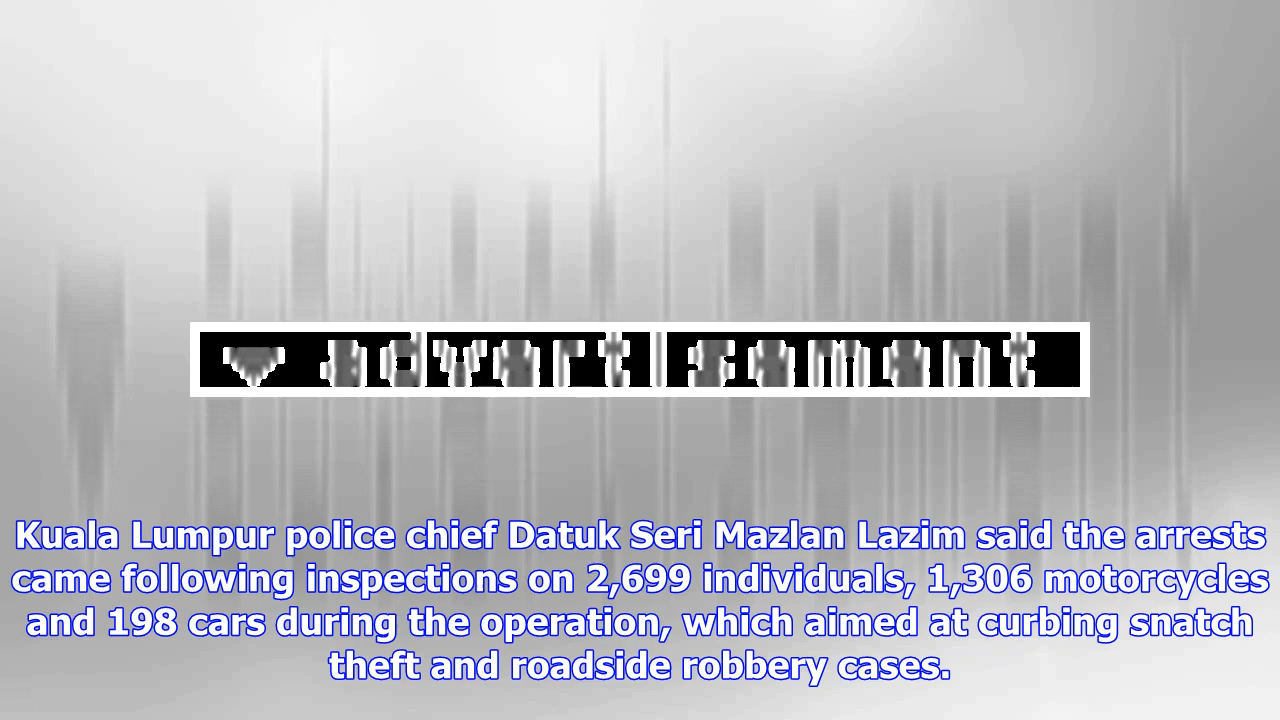 Kuala Lumpur police chief Datuk Seri Mazlan Lazim said the arrests
came following inspections on 2,699 individuals, 1,306 motorcycles
and 198 cars during the operation, which aimed at curbing snatch
theft and roadside robbery cases.